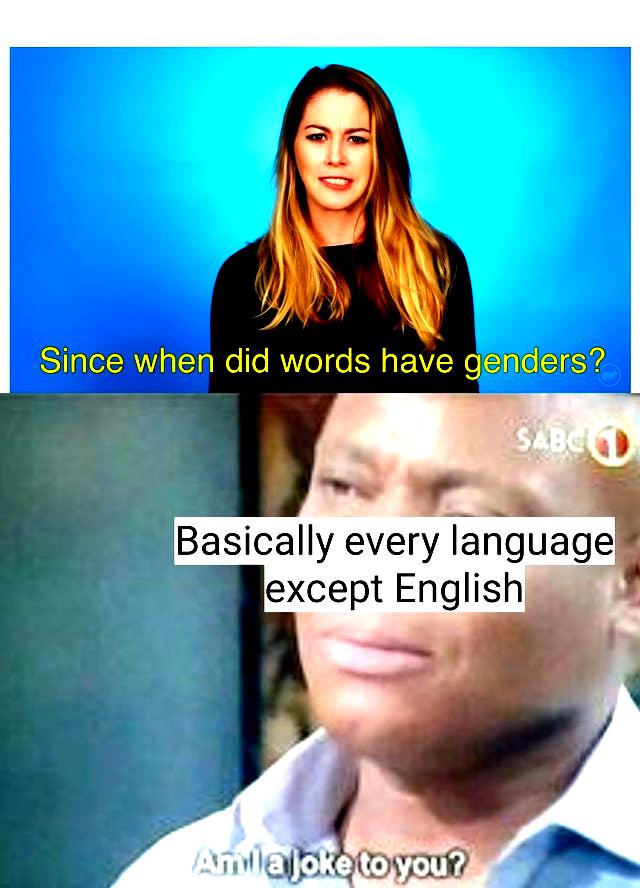 Since when did words have genders?
SABC 1
Basically every language
except English
Am I a joke to you?